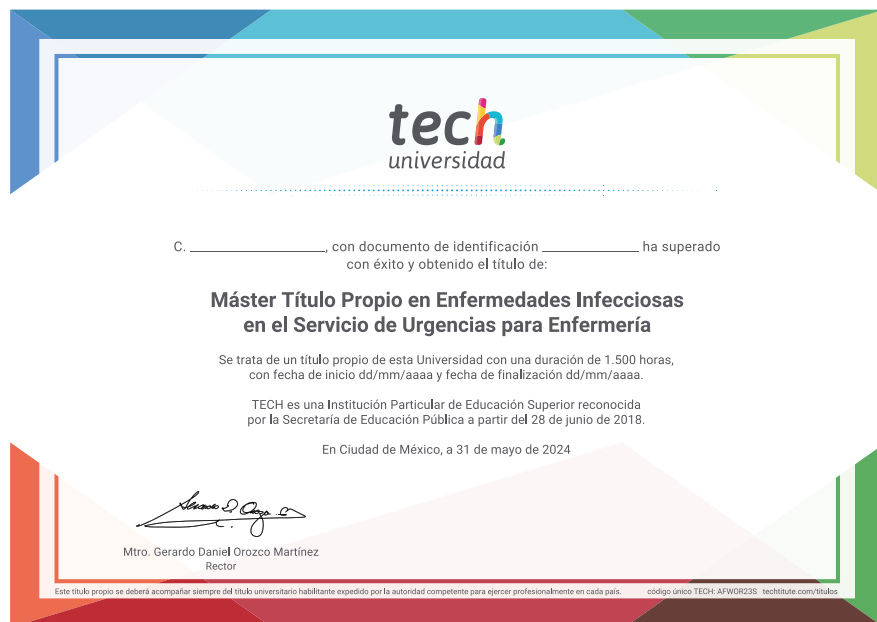 tech
universidad
C. ________________, con documento de identificación ____________ ha superado
con éxito y obtenido el título de:
Máster Título Propio en Enfermedades Infecciosas
en el Servicio de Urgencias para Enfermería
Se trata de un título propio de esta Universidad con una duración de 1.500 horas,
con fecha de inicio dd/mm/aaaa y fecha de finalización dd/mm/aaaa.
TECH es una Institución Particular de Educación Superior reconocida
por la Secretaría de Educación Pública a partir del 28 de junio de 2018.
En Ciudad de México, a 31 de mayo de 2024
Mtro. Gerardo Daniel Orozco Martínez
Rector
Este título propio se deberá acompañar siempre del título universitario habilitante expedido por la autoridad competente para ejercer profesionalmente en cada país. código único TECH: AFWOR23S techtitute.com/titulos